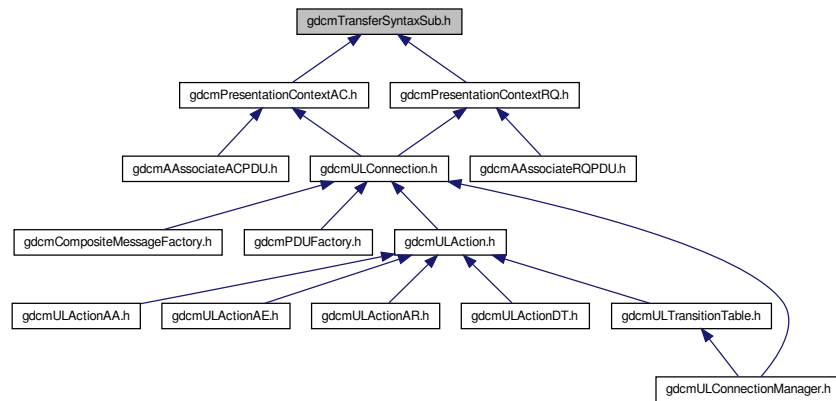 gdcmTransferSyntaxSub.h
gdcmPresentationContextAC.h
gdcmPresentationContextRQ.h
gdcmAAssociateACPDU.h
gdcmULConnection.h
gdcmAAssociateRQPDU.h
gdcmCompositeMessageFactory.h
gdcmPDUFactory.h
gdcmULAction.h
gdcmULActionAA.h
gdcmULActionAE.h
gdcmULActionAR.h
gdcmULActionDT.h
gdcmULTransitionTable.h
gdcmULConnectionManager.h